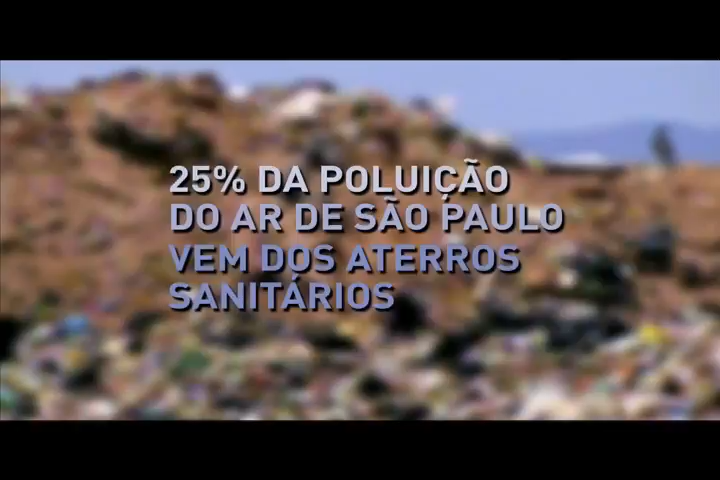 25% DA POLUIÇÃO
DO AR DE SÃO PAULO
VEM DOS ATERROS
SANITÁRIOS